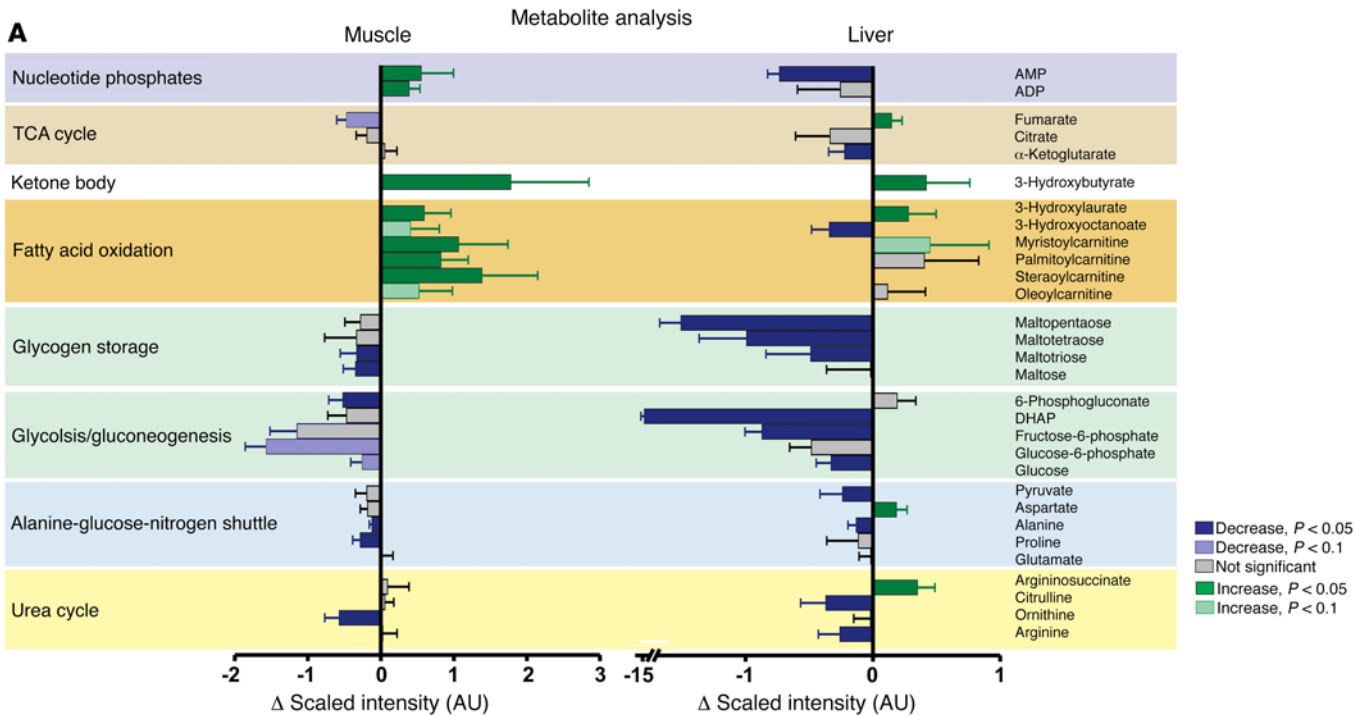 A
Metabolite analysis
Muscle
Liver
Nucleotide phosphates
AMP
ADP
TCA cycle
Fumarate
Citrate
α-Ketoglutarate
Ketone body
3-Hydroxybutyrate
Fatty acid oxidation
3-Hydroxylaurate
3-Hydroxyoctanoate
Myristoylcarnitine
Palmitoylcarnitine
Steraoylcarnitine
Oleoylcarnitine
Glycogen storage
Maltopentaose
Maltotetraose
Maltotriose
Maltose
Glycolsis/gluconeogenesis
6-Phosphogluconate
DHAP
Fructose-6-phosphate
Glucose-6-phosphate
Glucose
Alanine-glucose-nitrogen shuttle
Pyruvate
Aspartate
Alanine
Proline
Glutamate
Urea cycle
Argininosuccinate
Citrulline
Ornithine
Arginine
Decrease, P < 0.05
Decrease, P < 0.1
Not significant
Increase, P < 0.05
Increase, P < 0.1
-2 -1 0 1 2 3
-15 -1 0 1
Δ Scaled intensity (AU)
Δ Scaled intensity (AU)